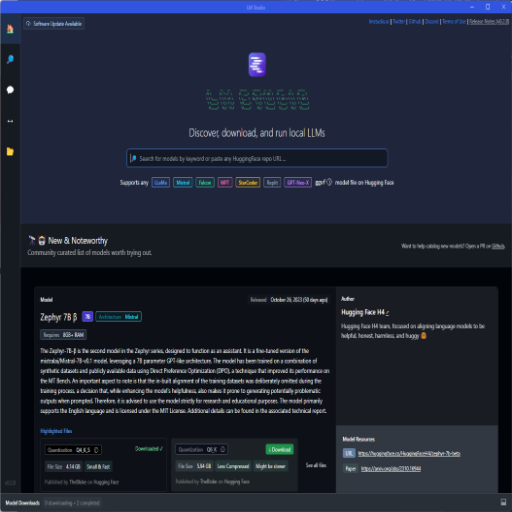 LM Studio
Software Update Available
Twitter | Github | Discord | Terms of Use | Release Notes
Discover, download, and run local LLMs
Search for models by keyword or paste any HuggingFace repo URL...
Supports any LLaMa Mistral Falcon MPT StarCoder Replit GPT-Neo-X gguf model file on Hugging Face
New & Noteworthy
Want to help catalog new models? Open a PR on Github.
Community curated list of models worth trying out.
Model
Released: October 26, 2023 (50 days ago)
Zephyr 7B β 7B Architecture Mistral
Requires 8GB+ RAM
The Zephyr-7B-β is the second model in the Zephyr series, designed to function as an assistant. It is a fine-tuned version of the
mistralai/Mistral-7B-v0.1 model, leveraging a 7B parameter GPT-like architecture. The model has been trained on a combination of
synthetic datasets and publicly available data using Direct Preference Optimization (DPO), a technique that improved its performance on
the MT Bench. An important aspect to note is that the in-built alignment of the training datasets was deliberately omitted during the
training process, a decision that, while enhancing the model's helpfulness, also makes it prone to generating potentially problematic
outputs when prompted. Therefore, it is advised to use the model strictly for research and educational purposes. The model primarily
supports the English language and is licensed under the MIT License. Additional details can be found in the associated technical report.
Highlighted Files
Quantization Q4_K_S
Downloaded ✓
File Size 4.14 GB Small & Fast
Published by TheBloke on Hugging Face
Quantization Q6_K
Download
File Size 5.94 GB Less Compressed Might be slower
Published by TheBloke on Hugging Face
See all files
Author
Hugging Face H4
Hugging Face H4 team, focused on aligning language models to be
helpful, honest, harmless, and huggy
Model Resources
URL https://huggingface.co/HuggingFaceH4/zephyr-7b-beta
Paper https://arxiv.org/abs/2310.16944
Model Downloads 0 downloading • 2 completed